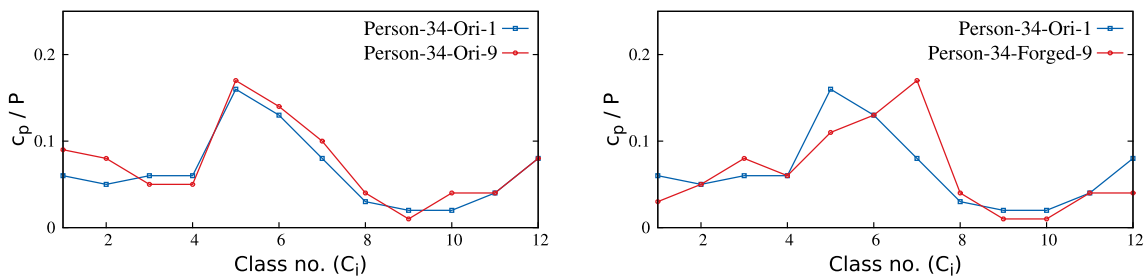 0.2
0.1
0
c_p / P
Person-34-Ori-1
Person-34-Ori-9
2 4 6 8 10 12
Class no. (C_i)
0.2
0.1
0
c_p / P
Person-34-Ori-1
Person-34-Forged-9
2 4 6 8 10 12
Class no. (C_i)